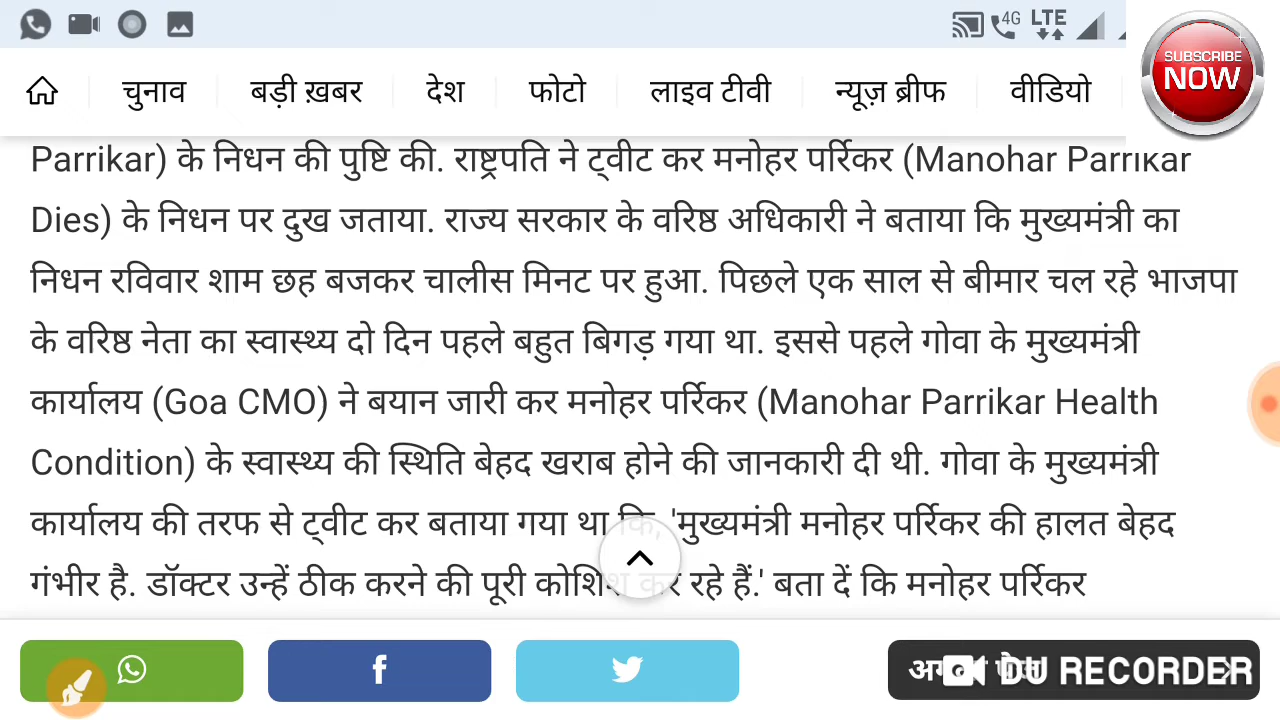 4G LTE
SUBSCRIBE
NOW
चुनाव बड़ी ख़बर देश फोटो लाइव टीवी न्यूज़ ब्रीफ वीडियो
Parrikar) के निधन की पुष्टि की. राष्ट्रपति ने ट्वीट कर मनोहर पर्रिकर (Manohar Parrikar
Dies) के निधन पर दुख जताया. राज्य सरकार के वरिष्ठ अधिकारी ने बताया कि मुख्यमंत्री का
निधन रविवार शाम छह बजकर चालीस मिनट पर हुआ. पिछले एक साल से बीमार चल रहे भाजपा
के वरिष्ठ नेता का स्वास्थ्य दो दिन पहले बहुत बिगड़ गया था. इससे पहले गोवा के मुख्यमंत्री
कार्यालय (Goa CMO) ने बयान जारी कर मनोहर पर्रिकर (Manohar Parrikar Health
Condition) के स्वास्थ्य की स्थिति बेहद खराब होने की जानकारी दी थी. गोवा के मुख्यमंत्री
कार्यालय की तरफ से ट्वीट कर बताया गया था कि, 'मुख्यमंत्री मनोहर पर्रिकर की हालत बेहद
गंभीर है. डॉक्टर उन्हें ठीक करने की पूरी कोशिश कर रहे हैं.' बता दें कि मनोहर पर्रिकर
DU RECORDER